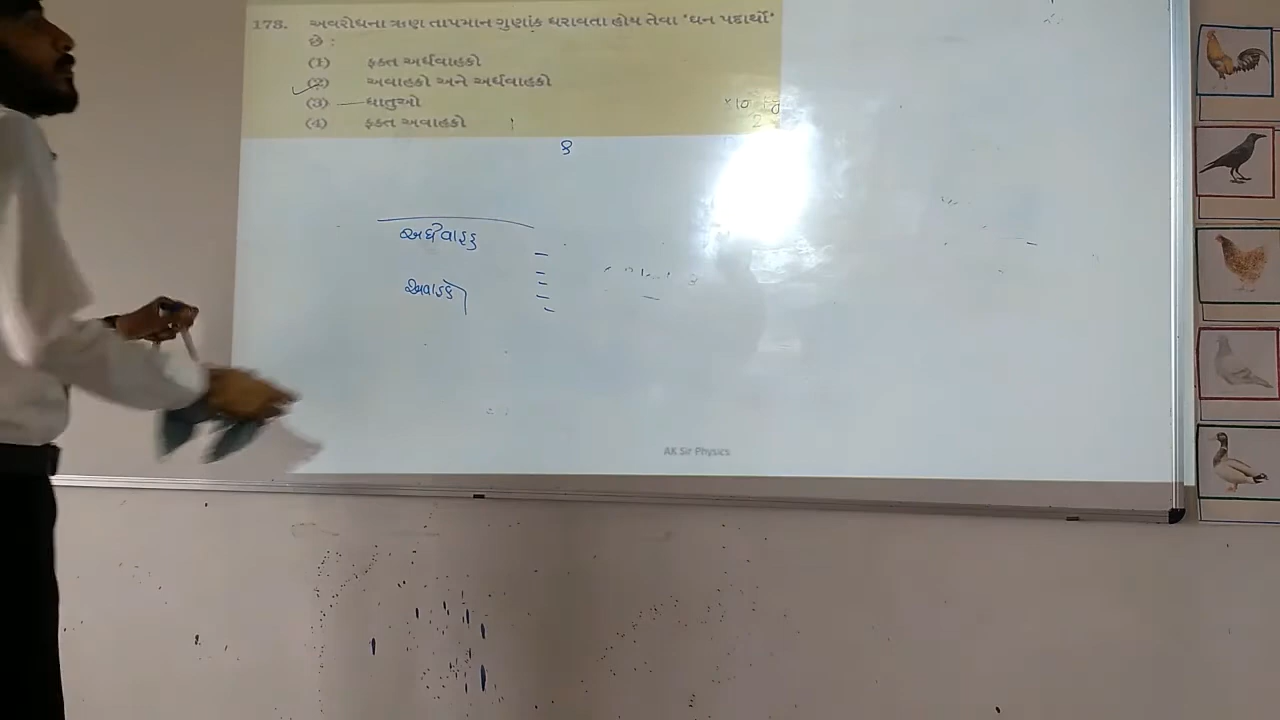 178. અવરોધના ઋણ તાપમાન ગુણાંક ધરાવતા હોય તેવા ‘ઘન પદાર્થો’
છે :
(1) ફક્ત અર્ધવાહકો
(2) અવાહકો અને અર્ધવાહકો
(3) ધાતુઓ
(4) ફક્ત અવાહકો
અર્ધવાહક
અવાહક
AK Sir Physics